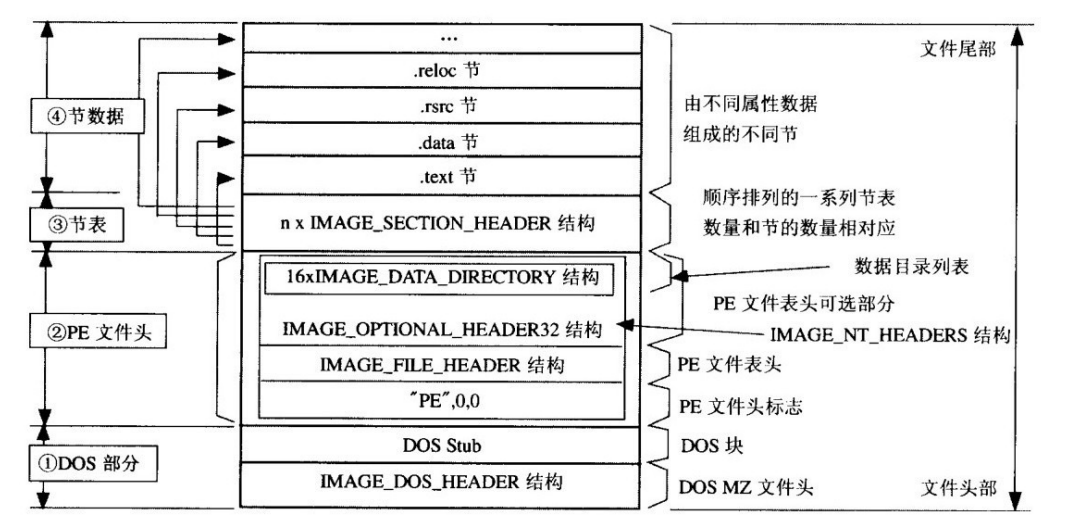 …
文件尾部
.reloc 节
④节数据
.rsrc 节
由不同属性数据
组成的不同节
.data 节
.text 节
顺序排列的一系列节表
③节表
n x IMAGE_SECTION_HEADER 结构
数量和节的数量相对应
16xIMAGE_DATA_DIRECTORY 结构
数据目录列表
PE 文件表头可选部分
②PE 文件头
IMAGE_OPTIONAL_HEADER32 结构
IMAGE_NT_HEADERS 结构
IMAGE_FILE_HEADER 结构
PE 文件表头
"PE",0,0
PE 文件头标志
DOS Stub
DOS 块
①DOS 部分
IMAGE_DOS_HEADER 结构
DOS MZ 文件头
文件头部